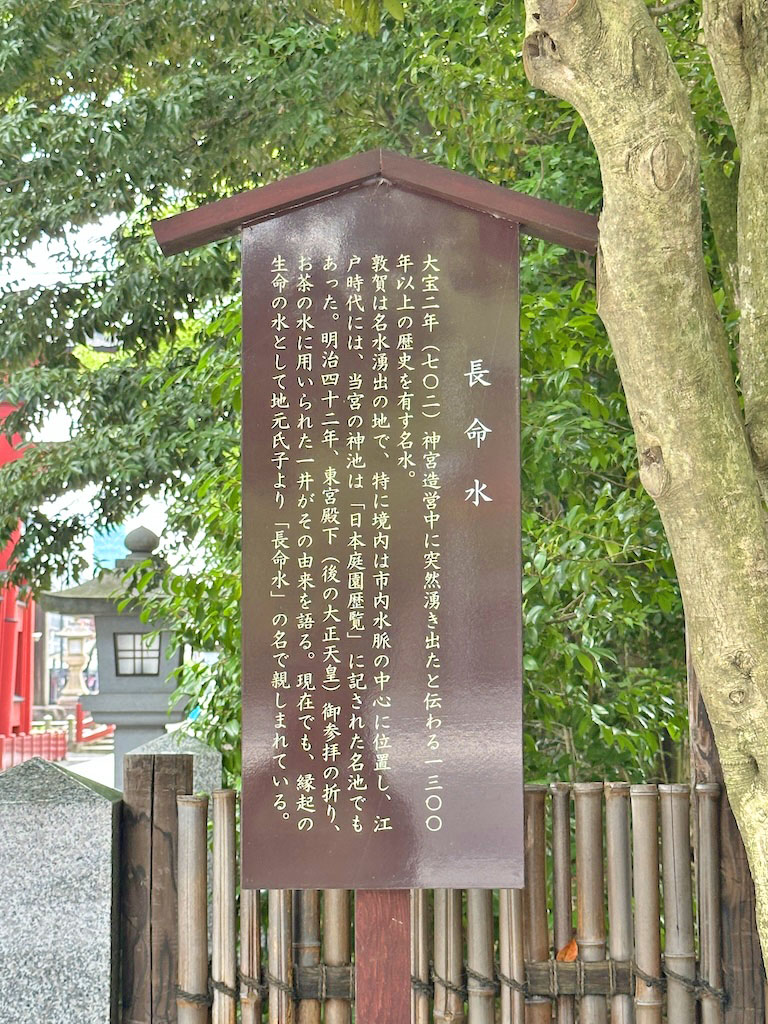 長命水
大宝二年（七〇二）神宮造営中に突然湧き出たと伝わる一三〇〇
年以上の歴史を有す名水。
敦賀は名水湧出の地で、特に境内は市内水脈の中心に位置し、江
戸時代には、当宮の神池は「日本庭園歴覧」に記された名池でも
あった。明治四十二年、東宮殿下（後の大正天皇）御参拝の折り、
お茶の水に用いられた一井がその由来を語る。現在でも、縁起の
生命の水として地元氏子より「長命水」の名で親しまれている。